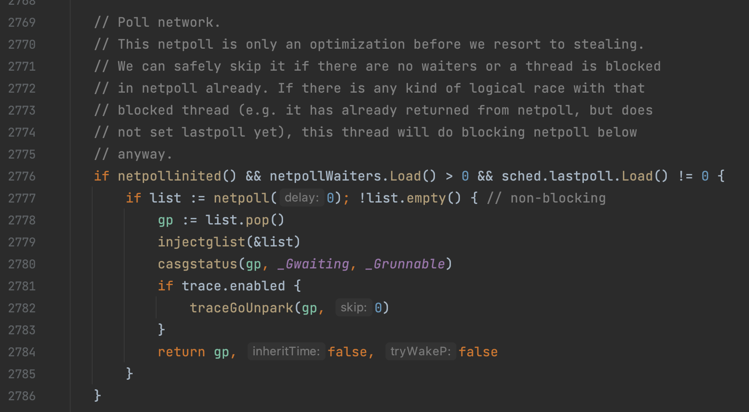 2768
2769 // Poll network.
2770 // This netpoll is only an optimization before we resort to stealing.
2771 // We can safely skip it if there are no waiters or a thread is blocked
2772 // in netpoll already. If there is any kind of logical race with that
2773 // blocked thread (e.g. it has already returned from netpoll, but does
2774 // not set lastpoll yet), this thread will do blocking netpoll below
2775 // anyway.
2776 if netpollinited() && netpollWaiters.Load() > 0 && sched.lastpoll.Load() != 0 {
2777 if list := netpoll( delay: 0); !list.empty() { // non-blocking
2778 gp := list.pop()
2779 injectglist(&list)
2780 casgstatus(gp, _Gwaiting, _Grunnable)
2781 if trace.enabled {
2782 traceGoUnpark(gp, skip: 0)
2783 }
2784 return gp, inheritTime: false, tryWakeP: false
2785 }
2786 }